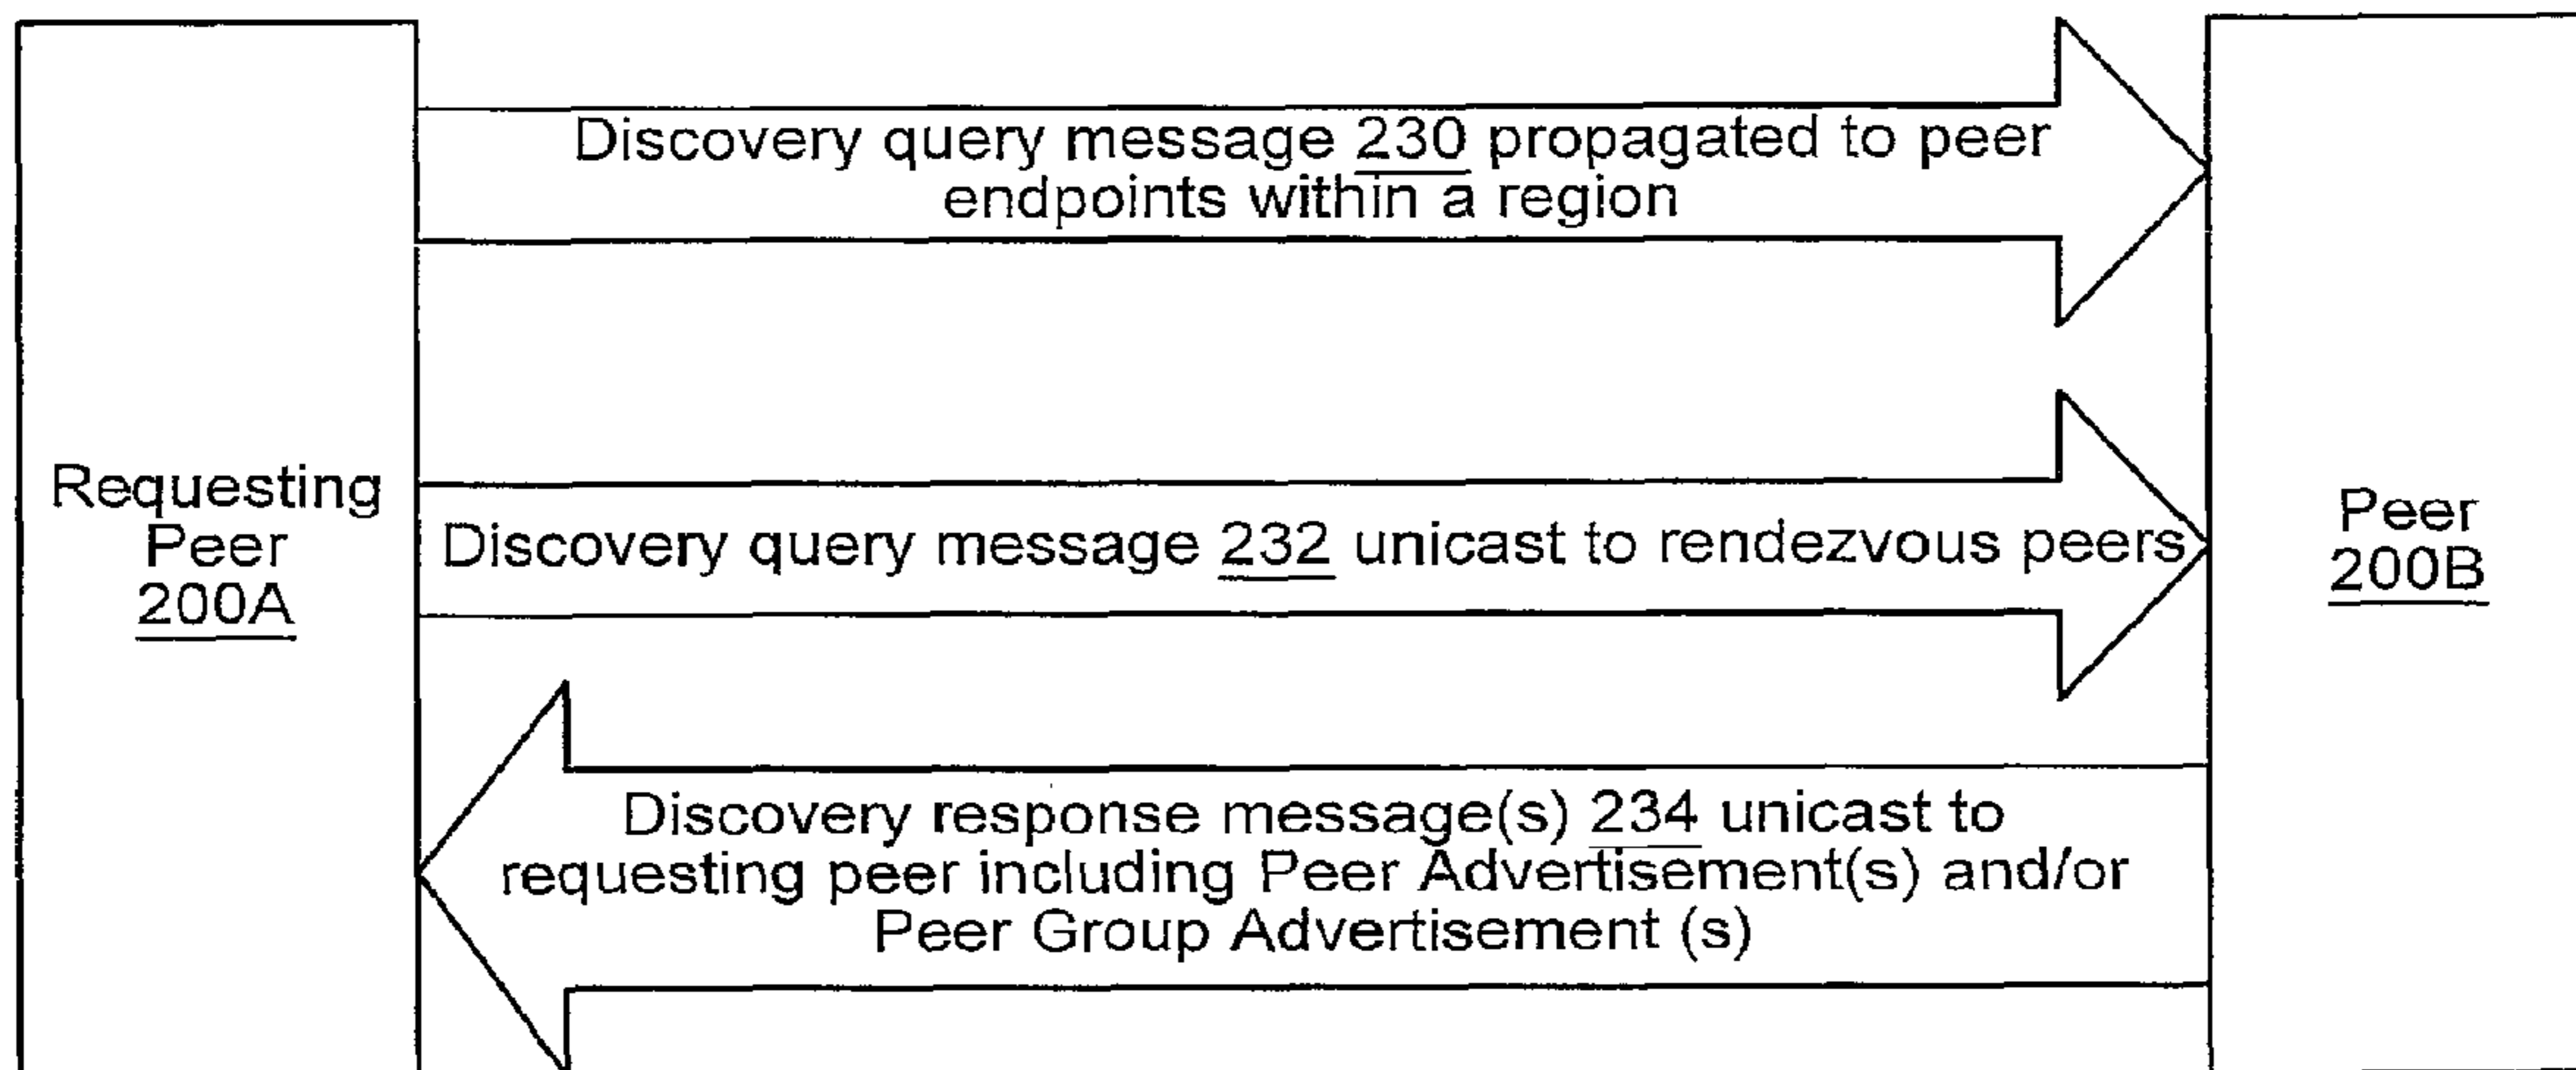 Discovery query message 230 propagated to peer
endpoints within a region
Requesting
Peer
200A
Discovery query message 232 unicast to rendezvous peers
Peer
200B
Discovery response message(s) 234 unicast to
requesting peer including Peer Advertisement(s) and/or
Peer Group Advertisement (s)